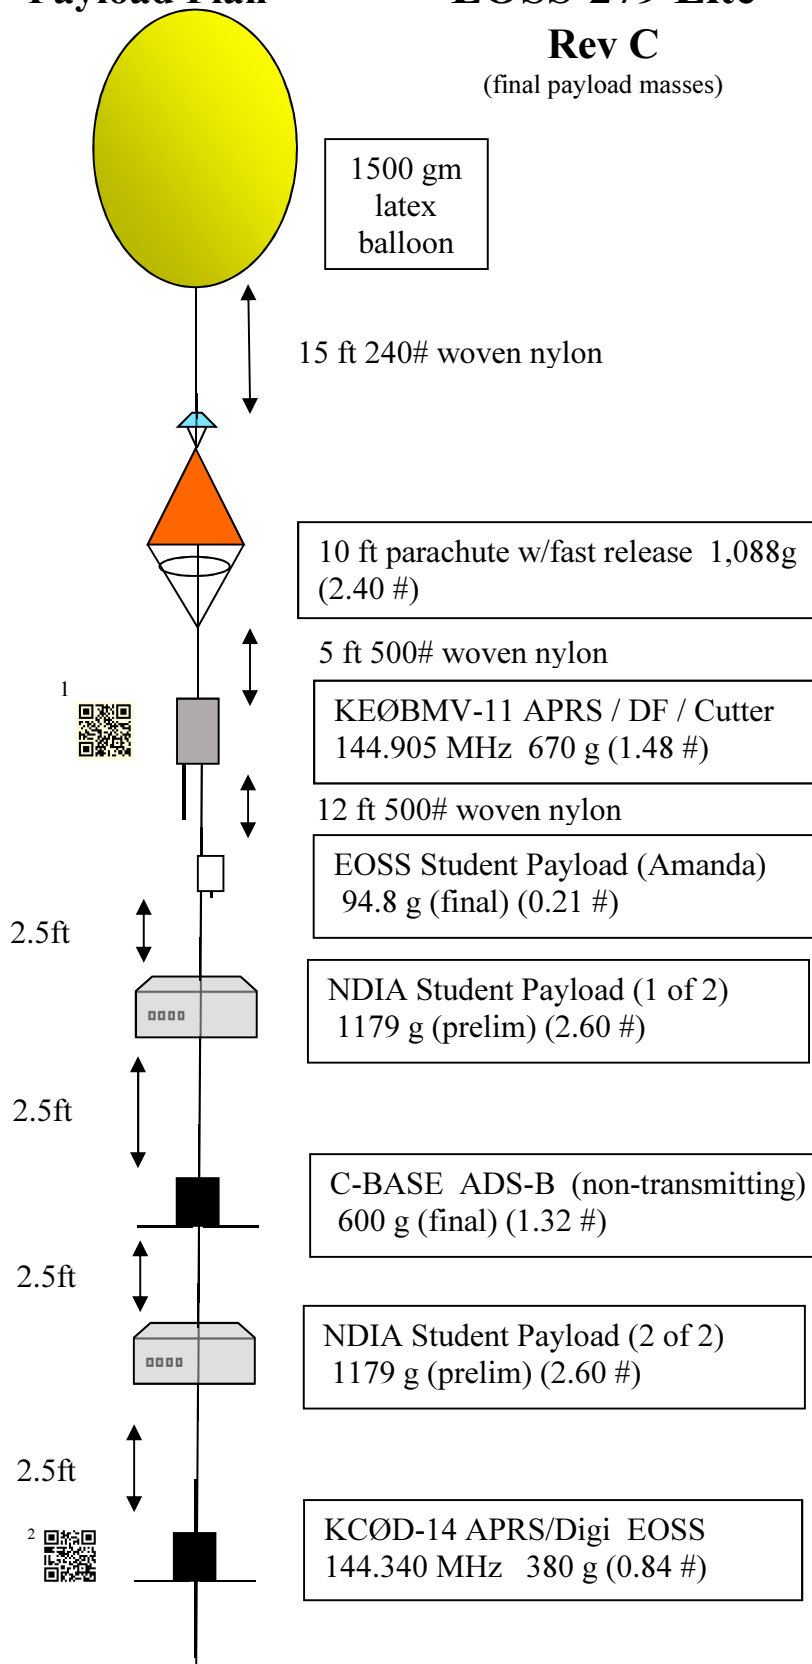 Payload Plan
EOSS-279 Lite
Rev C
(final payload masses)
1500 gm
latex
balloon
15 ft 240# woven nylon
10 ft parachute w/fast release 1,088g
(2.40 #)
5 ft 500# woven nylon
1
KEØBMV-11 APRS / DF / Cutter
144.905 MHz 670 g (1.48 #)
12 ft 500# woven nylon
EOSS Student Payload (Amanda)
94.8 g (final) (0.21 #)
2.5ft
NDIA Student Payload (1 of 2)
1179 g (prelim) (2.60 #)
2.5ft
C-BASE ADS-B (non-transmitting)
600 g (final) (1.32 #)
2.5ft
NDIA Student Payload (2 of 2)
1179 g (prelim) (2.60 #)
2.5ft
2
KCØD-14 APRS/Digi EOSS
144.340 MHz 380 g (0.84 #)